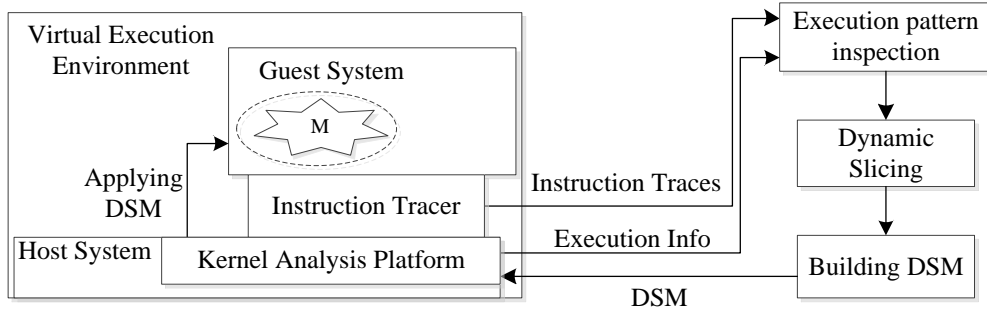 Virtual Execution
Environment
Guest System
M
Applying
DSM
Instruction Tracer
Host System
Kernel Analysis Platform
Instruction Traces
Execution Info
DSM
Execution pattern
inspection
Dynamic
Slicing
Building DSM